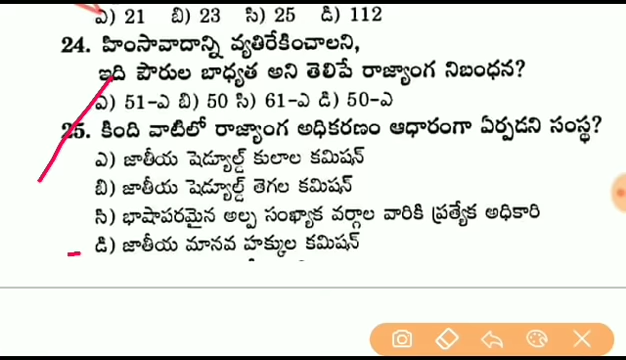 ఎ) 21 బి) 23 సి) 25 డి) 112
24. హింసావాదాన్ని వ్యతిరేకించాలని,
ఇది పౌరుల బాధ్యత అని తెలిపే రాజ్యాంగ నిబంధన?
ఎ) 51-ఎ బి) 50 సి) 61-ఎ డి) 50-ఎ
25. కింది వాటిలో రాజ్యాంగ అధికరణం ఆధారంగా ఏర్పడని సంస్థ?
ఎ) జాతీయ షెడ్యూల్డ్ కులాల కమిషన్
బి) జాతీయ షెడ్యూల్డ్ తెగల కమిషన్
సి) భాషాపరమైన అల్ప సంఖ్యాక వర్గాల వారికి ప్రత్యేక అధికారి
డి) జాతీయ మానవ హక్కుల కమిషన్